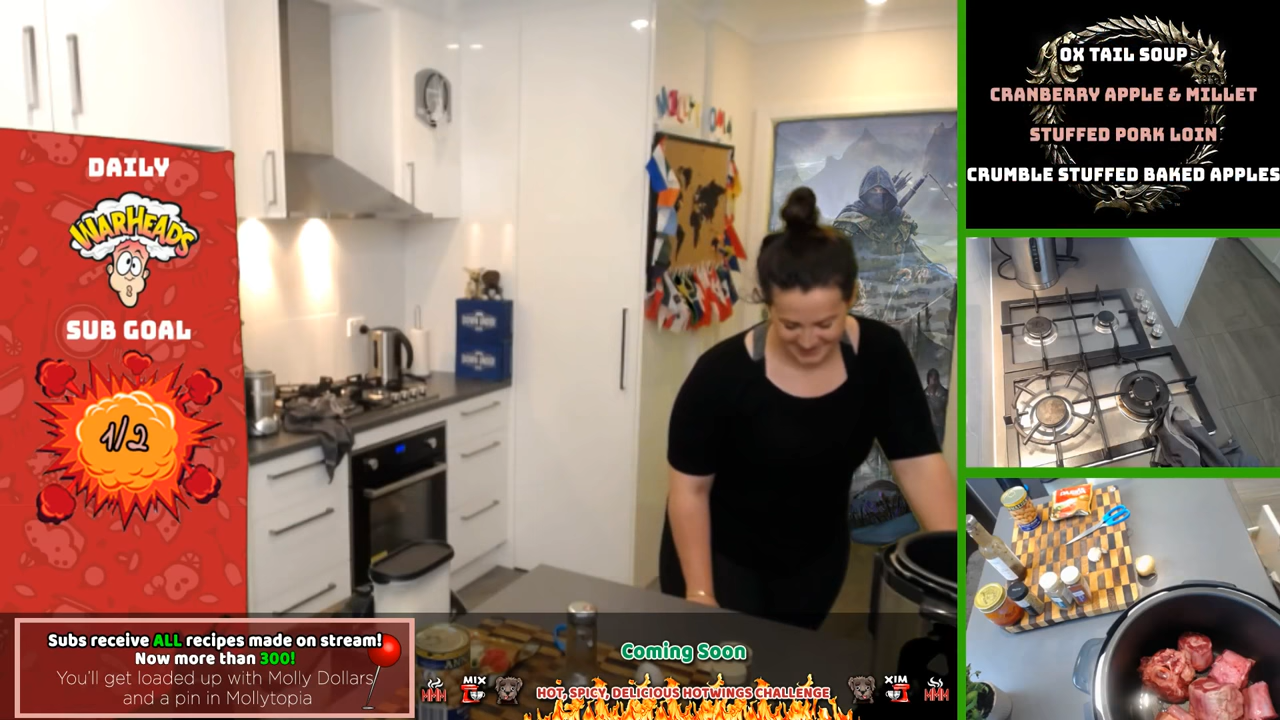 DAILY
WARHEADS
SUB GOAL
1/2
Subs receive ALL recipes made on stream!
Now more than 300!
You'll get loaded up with Molly Dollars
and a pin in Mollytopia
Coming Soon
MIX
HOT, SPICY, DELICIOUS HOTWINGS CHALLENGE
XIM
OX TAIL SOUP
CRANBERRY APPLE & MILLET
STUFFED PORK LOIN
CRUMBLE STUFFED BAKED APPLES